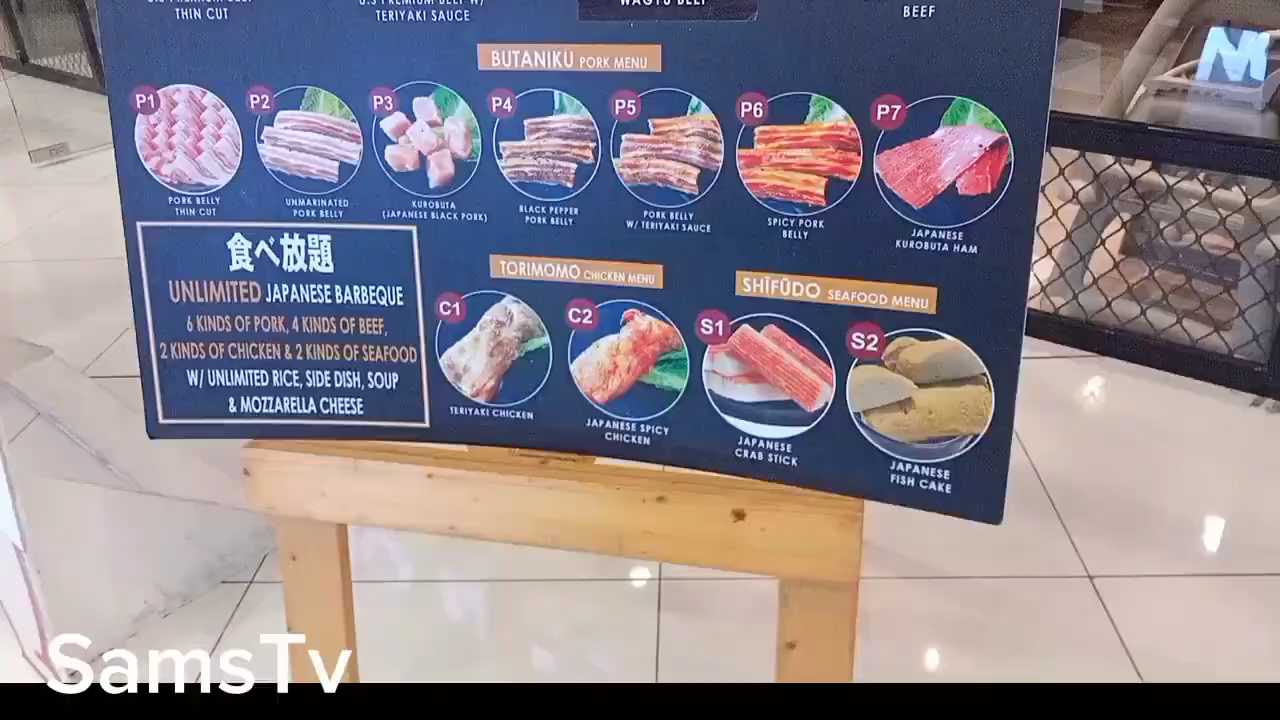 THIN CUT
TERIYAKI SAUCE
WAGYU BEEF
BEEF
BUTANIKU PORK MENU
P1
P2
P3
P4
P5
P6
P7
PORK BELLY
THIN CUT
UNMARINATED
PORK BELLY
KUROBUTA
(JAPANESE BLACK PORK)
BLACK PEPPER
PORK BELLY
PORK BELLY
W/ TERIYAKI SAUCE
SPICY PORK
BELLY
JAPANESE
KUROBUTA HAM
食べ放題
UNLIMITED JAPANESE BARBEQUE
6 KINDS OF PORK, 4 KINDS OF BEEF,
2 KINDS OF CHICKEN & 2 KINDS OF SEAFOOD
W/ UNLIMITED RICE, SIDE DISH, SOUP
& MOZZARELLA CHEESE
TORIMOMO CHICKEN MENU
C1
C2
TERIYAKI CHICKEN
JAPANESE SPICY
CHICKEN
SHĪFŪDO SEAFOOD MENU
S1
S2
JAPANESE
CRAB STICK
JAPANESE
FISH CAKE
SamsTv